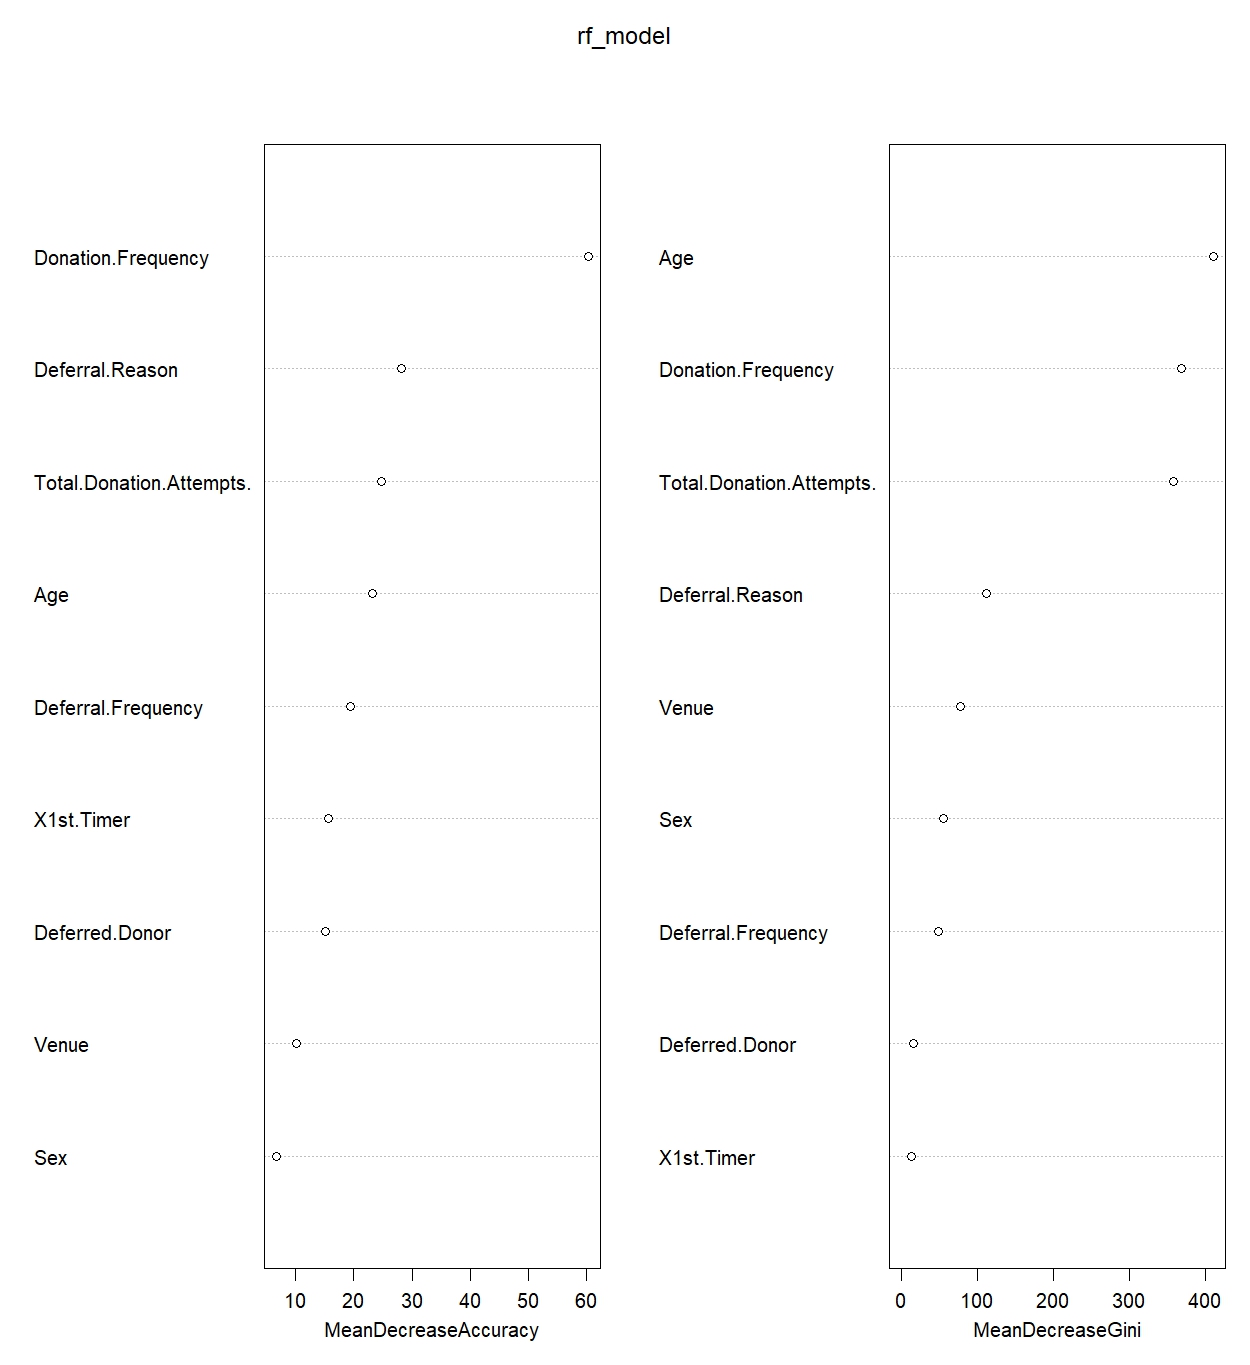 rf_model
Donation.Frequency
Deferral.Reason
Total.Donation.Attempts.
Age
Deferral.Frequency
X1st.Timer
Deferred.Donor
Venue
Sex
10 20 30 40 50 60
MeanDecreaseAccuracy
Age
Donation.Frequency
Total.Donation.Attempts.
Deferral.Reason
Venue
Sex
Deferral.Frequency
Deferred.Donor
X1st.Timer
0 100 200 300 400
MeanDecreaseGini